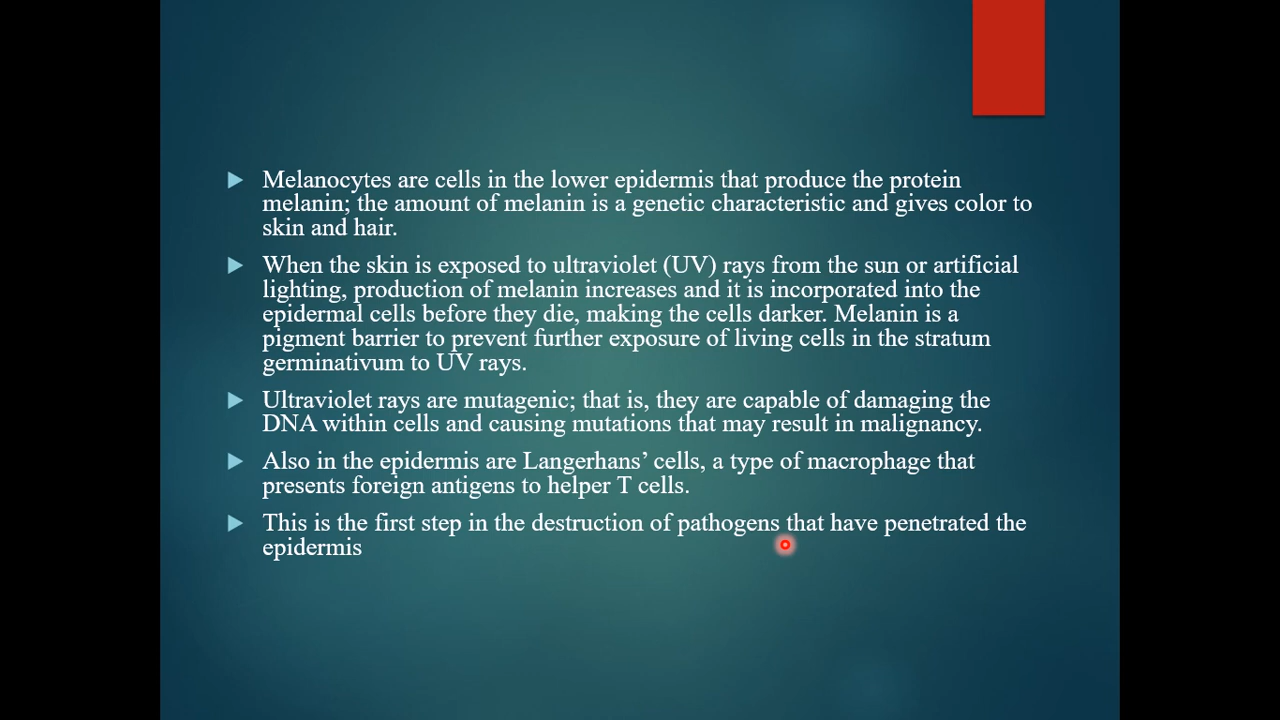 Melanocytes are cells in the lower epidermis that produce the protein
melanin; the amount of melanin is a genetic characteristic and gives color to
skin and hair.
When the skin is exposed to ultraviolet (UV) rays from the sun or artificial
lighting, production of melanin increases and it is incorporated into the
epidermal cells before they die, making the cells darker. Melanin is a
pigment barrier to prevent further exposure of living cells in the stratum
germinativum to UV rays.
Ultraviolet rays are mutagenic; that is, they are capable of damaging the
DNA within cells and causing mutations that may result in malignancy.
Also in the epidermis are Langerhans’ cells, a type of macrophage that
presents foreign antigens to helper T cells.
This is the first step in the destruction of pathogens that have penetrated the
epidermis